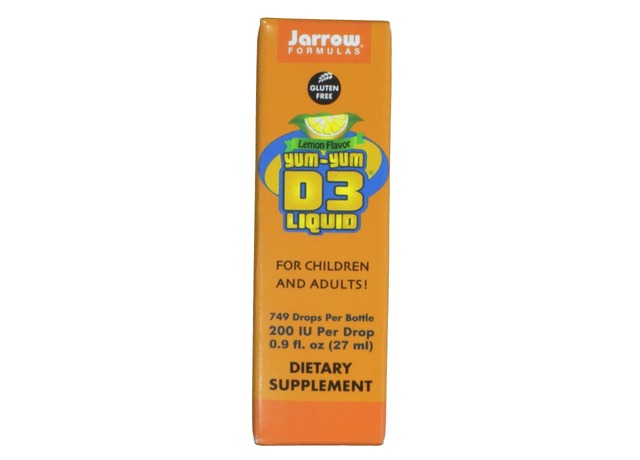 Jarrow
FORMULAS
GLUTEN
FREE
Lemon Flavor
YUM-YUM
D3
LIQUID
FOR CHILDREN
AND ADULTS!
749 Drops Per Bottle
200 IU Per Drop
0.9 fl. oz (27 ml)
DIETARY
SUPPLEMENT